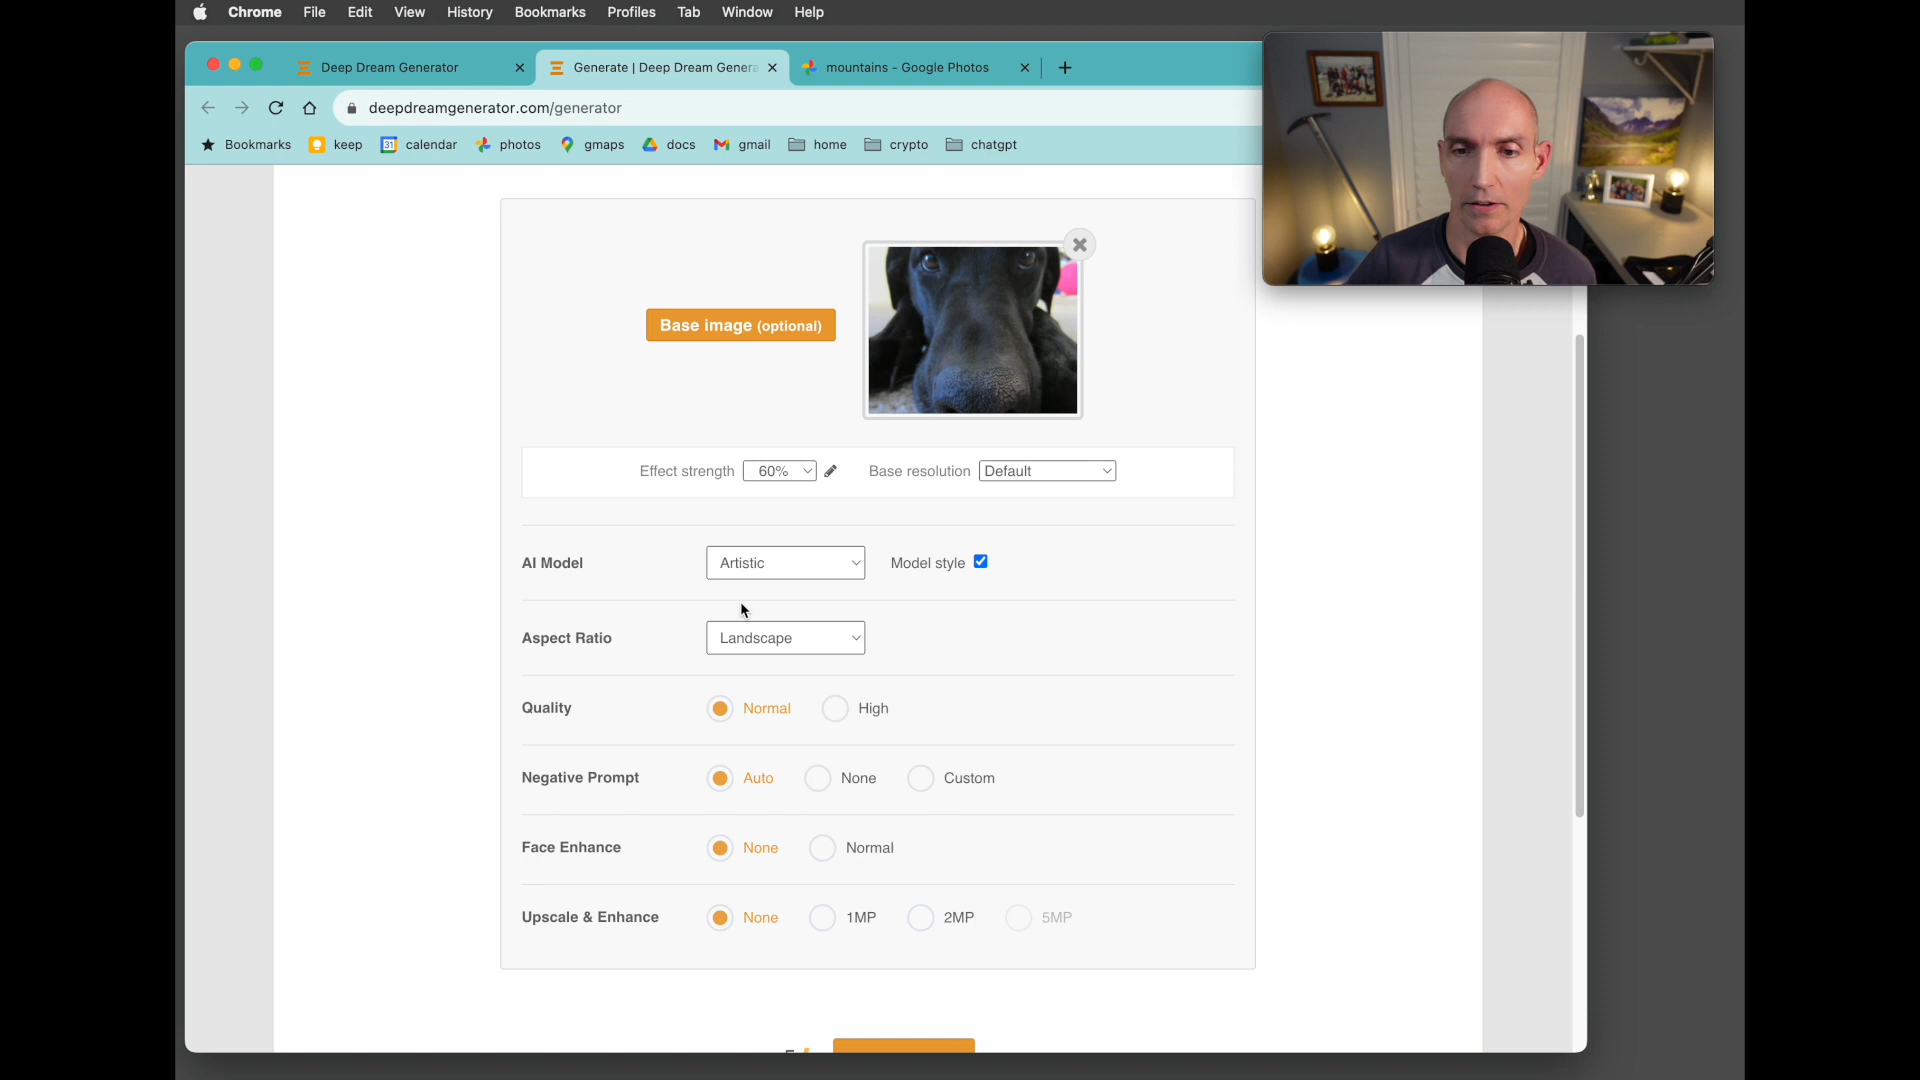 Chrome File Edit View History Bookmarks Profiles Tab Window Help
Deep Dream Generator
Generate | Deep Dream Genera
mountains - Google Photos
deepdreamgenerator.com/generator
Bookmarks keep calendar photos gmaps docs gmail home crypto chatgpt
Base image (optional)
Effect strength 60% Base resolution Default
AI Model Artistic Model style
Aspect Ratio Landscape
Quality Normal High
Negative Prompt Auto None Custom
Face Enhance None Normal
Upscale & Enhance None 1MP 2MP 5MP